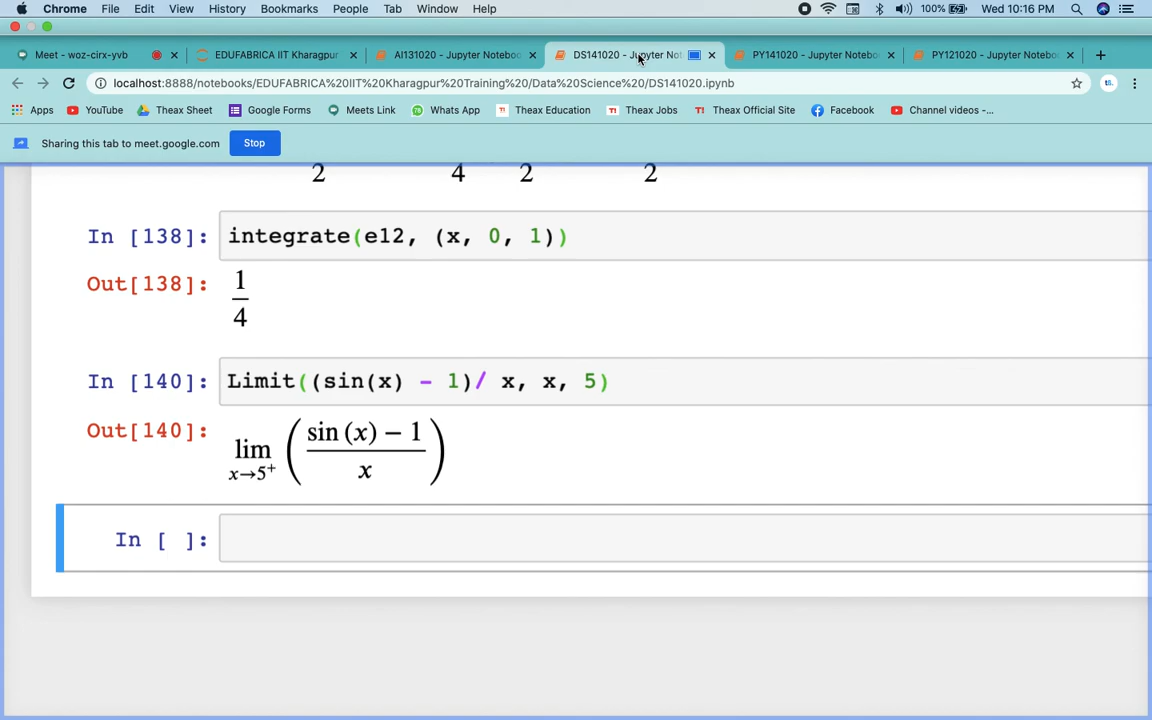 Chrome File Edit View History Bookmarks People Tab Window Help 100% Wed 10:16 PM
Meet - woz-cirx-yvb EDUFABRICA IIT Kharagpur AI131020 - Jupyter Notebo DS141020 - Jupyter Not PY141020 - Jupyter Notebo PY121020 - Jupyter Notebo
localhost:8888/notebooks/EDUFABRICA%20IIT%20Kharagpur%20Training%20/Data%20Science%20/DS141020.ipynb
Apps YouTube Theax Sheet Google Forms Meets Link Whats App Theax Education Theax Jobs Theax Official Site Facebook Channel videos -...
Sharing this tab to meet.google.com Stop
2 4 2 2
In [138]: integrate(e12, (x, 0, 1))
Out[138]: 1
4
In [140]: Limit((sin(x) - 1)/ x, x, 5)
Out[140]: lim x→5⁺ (sin (x) − 1 / x)
In [ ]: